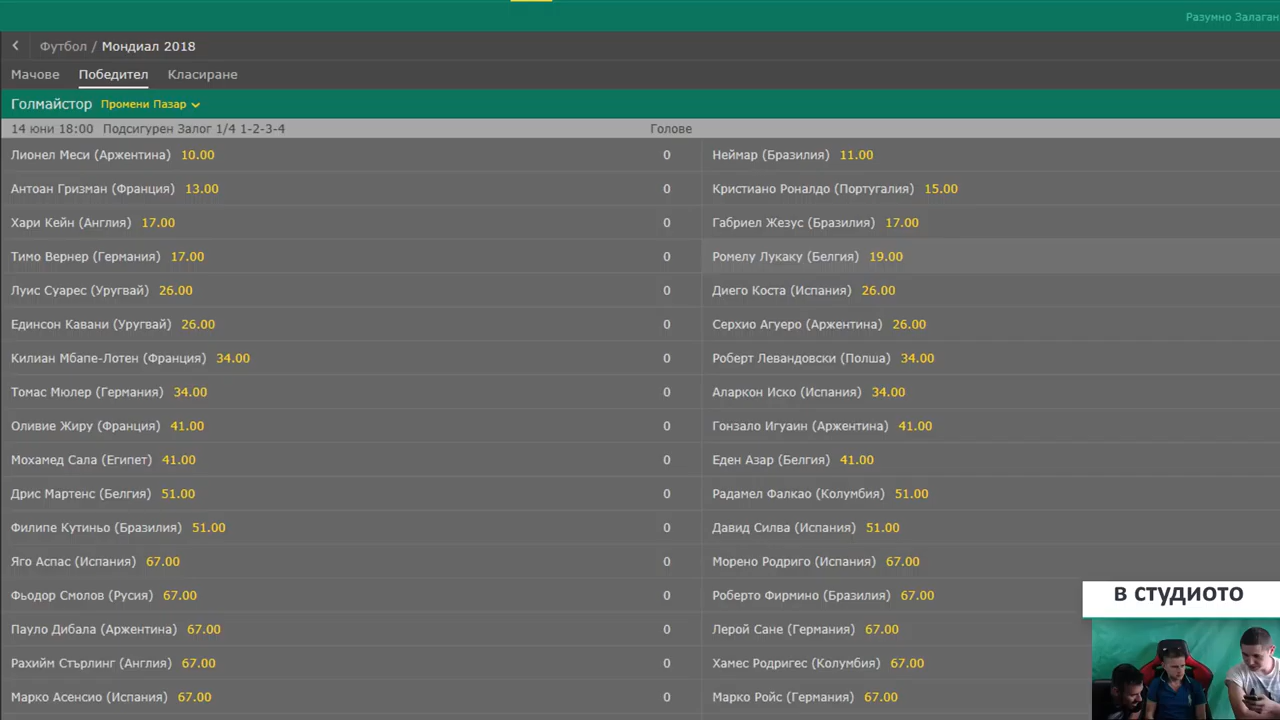 Разумно Залаган
Футбол / Мондиал 2018
Мачове Победител Класиране
Голмайстор Промени Пазар
14 юни 18:00 Подсигурен Залог 1/4 1-2-3-4 Голове
Лионел Меси (Аржентина) 10.00 0 Неймар (Бразилия) 11.00
Антоан Гризман (Франция) 13.00 0 Кристиано Роналдо (Португалия) 15.00
Хари Кейн (Англия) 17.00 0 Габриел Жезус (Бразилия) 17.00
Тимо Вернер (Германия) 17.00 0 Ромелу Лукаку (Белгия) 19.00
Луис Суарес (Уругвай) 26.00 0 Диего Коста (Испания) 26.00
Единсон Кавани (Уругвай) 26.00 0 Серхио Агуеро (Аржентина) 26.00
Килиан Мбапе-Лотен (Франция) 34.00 0 Роберт Левандовски (Полша) 34.00
Томас Мюлер (Германия) 34.00 0 Аларкон Иско (Испания) 34.00
Оливие Жиру (Франция) 41.00 0 Гонзало Игуаин (Аржентина) 41.00
Мохамед Сала (Египет) 41.00 0 Еден Азар (Белгия) 41.00
Дрис Мартенс (Белгия) 51.00 0 Радамел Фалкао (Колумбия) 51.00
Филипе Кутиньо (Бразилия) 51.00 0 Давид Силва (Испания) 51.00
Яго Аспас (Испания) 67.00 0 Морено Родриго (Испания) 67.00
Фьодор Смолов (Русия) 67.00 0 Роберто Фирмино (Бразилия) 67.00
в студиото
Пауло Дибала (Аржентина) 67.00 0 Лерой Сане (Германия) 67.00
Рахийм Стърлинг (Англия) 67.00 0 Хамес Родригес (Колумбия) 67.00
Марко Асенсио (Испания) 67.00 0 Марко Ройс (Германия) 67.00